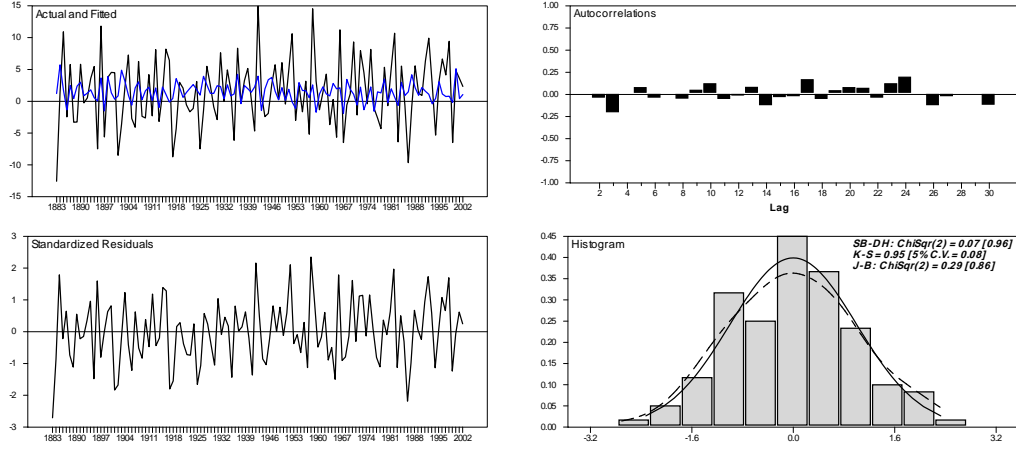 Actual and Fitted
15
10
5
0
-5
-10
-15
1883 1890 1897 1904 1911 1918 1925 1932 1939 1946 1953 1960 1967 1974 1981 1988 1995 2002
Autocorrelations
1.00
0.75
0.50
0.25
0.00
-0.25
-0.50
-0.75
-1.00
2 4 6 8 10 12 14 16 18 20 22 24 26 28 30
Lag
Standardized Residuals
3
2
1
0
-1
-2
-3
1883 1890 1897 1904 1911 1918 1925 1932 1939 1946 1953 1960 1967 1974 1981 1988 1995 2002
Histogram
SB-DH: ChiSqr(2) = 0.07 [0.96]
K-S = 0.95 [5% C.V. = 0.08]
J-B: ChiSqr(2) = 0.29 [0.86]
0.45
0.40
0.35
0.30
0.25
0.20
0.15
0.10
0.05
0.00
-3.2 -1.6 0.0 1.6 3.2